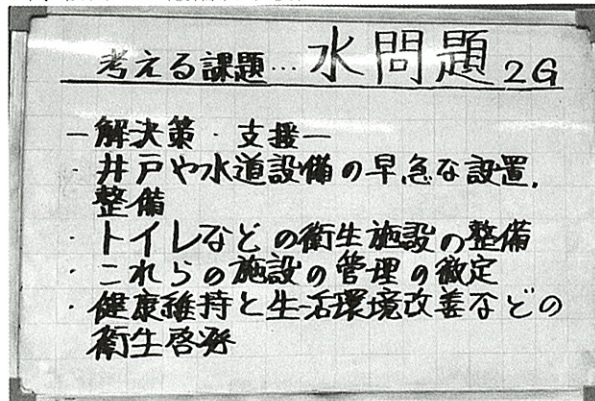 考える課題…水問題 2G
－解決策・支援－
・井戸や水道設備の早急な設置、
整備
・トイレなどの衛生施設の整備
・これらの施設の管理の徹定
・健康維持と生活環境改善などの
衛生啓発